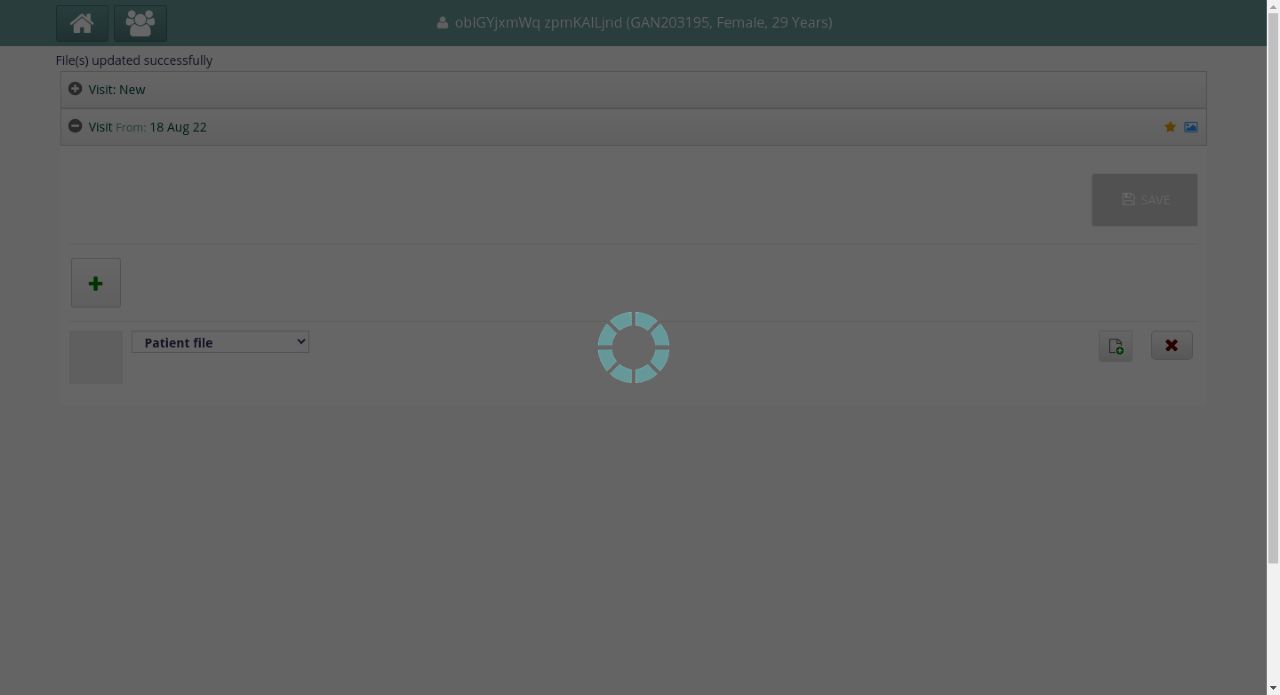 obIGYjxmWq zpmKAILjnd (GAN203195, Female, 29 Years)
File(s) updated successfully
Visit: New
Visit From: 18 Aug 22
SAVE
Patient file